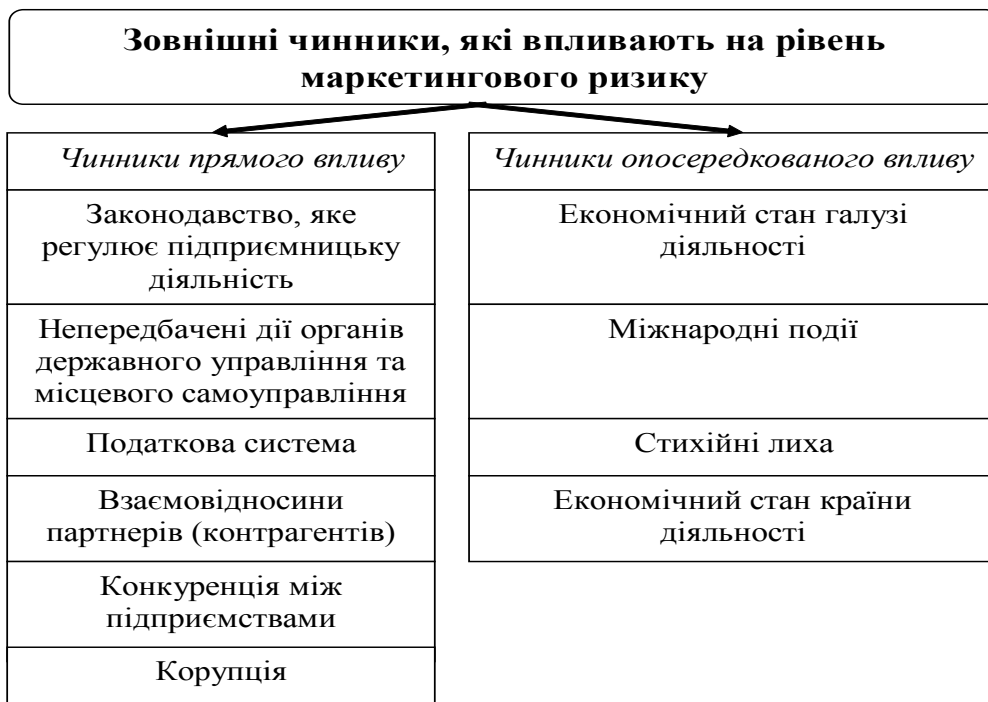 Зовнішні чинники, які впливають на рівень
маркетингового ризику
Чинники прямого впливу
Законодавство, яке
регулює підприємницьку
діяльність
Непередбачені дії органів
державного управління та
місцевого самоуправління
Податкова система
Взаємовідносини
партнерів (контрагентів)
Конкуренція між
підприємствами
Корупція
Чинники опосередкованого впливу
Економічний стан галузі
діяльності
Міжнародні події
Стихійні лиха
Економічний стан країни
діяльності